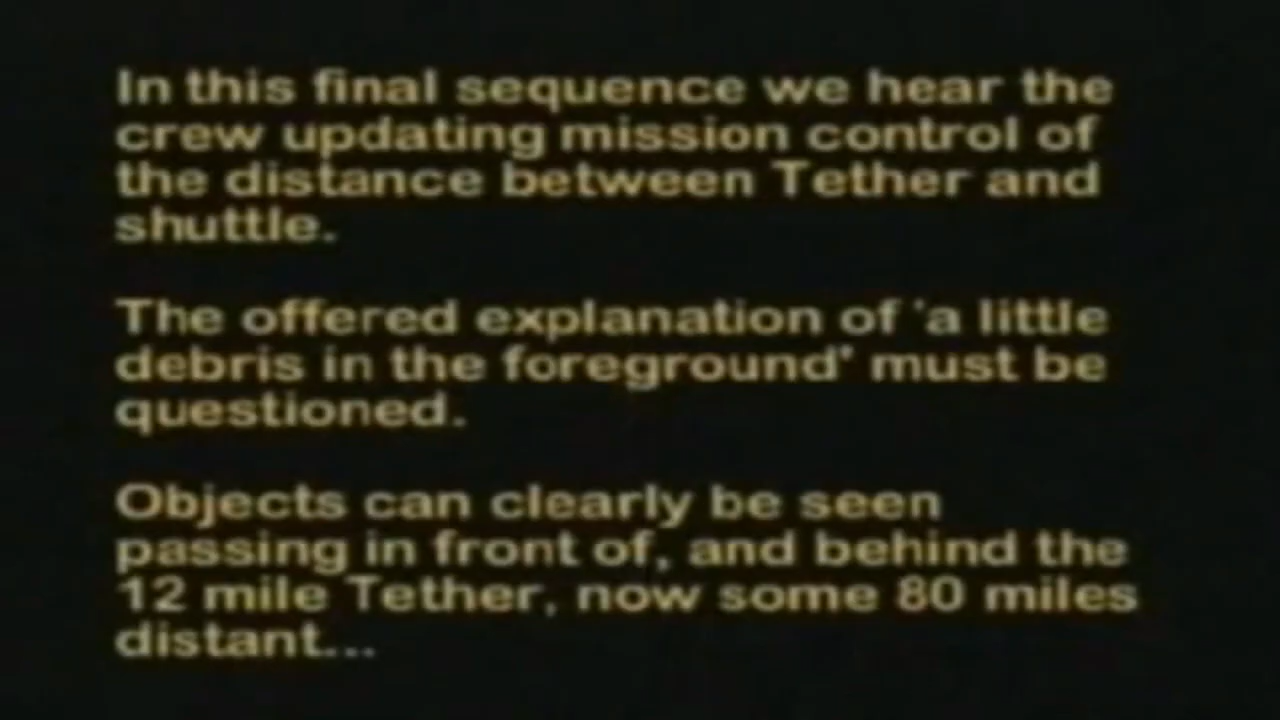 In this final sequence we hear the
crew updating mission control of
the distance between Tether and
shuttle.
The offered explanation of 'a little
debris in the foreground' must be
questioned.
Objects can clearly be seen
passing in front of, and behind the
12 mile Tether, now some 80 miles
distant...